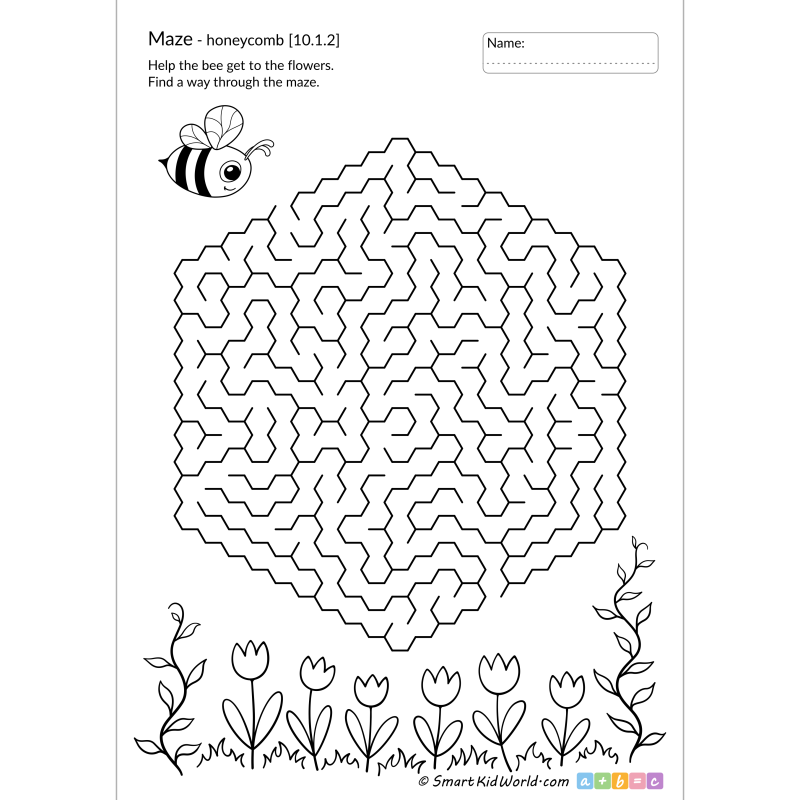 Maze - honeycomb [10.1.2]
Name:
Help the bee get to the flowers.
Find a way through the maze.
© SmartKidWorld.com a+b=c